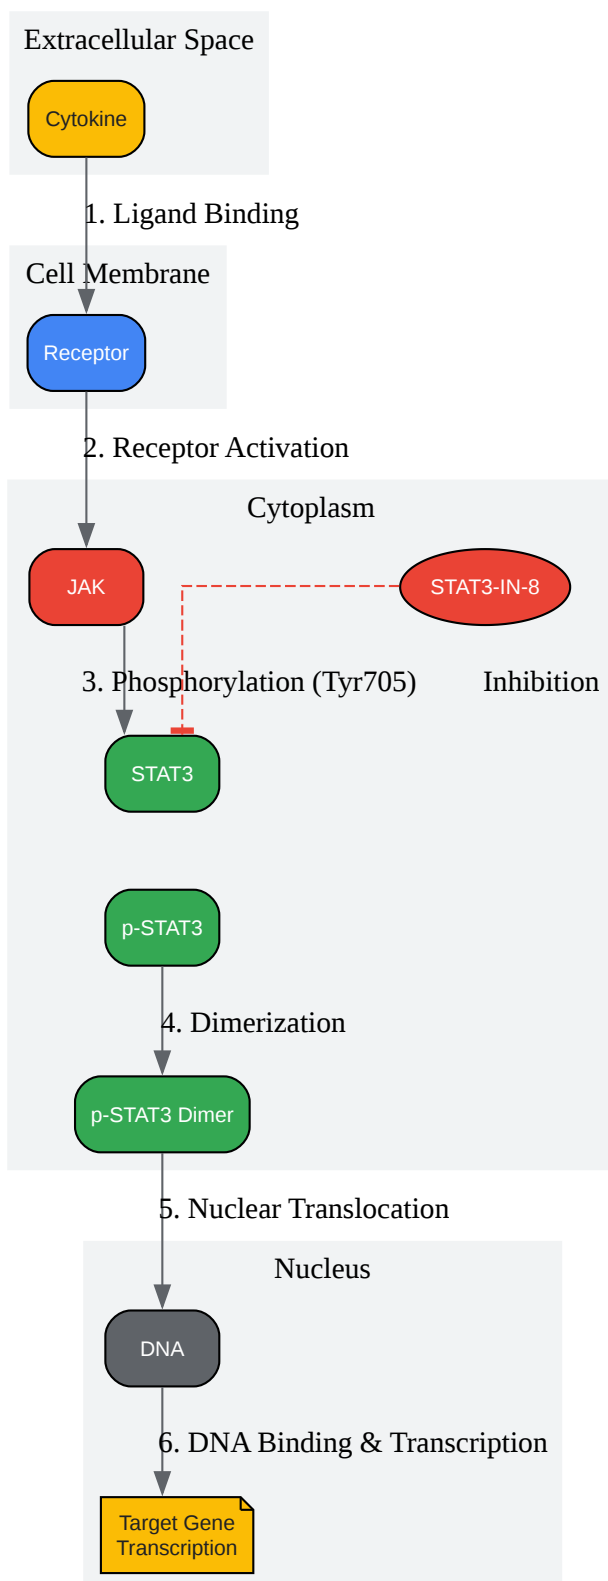 Extracellular Space
Cytokine
1. Ligand Binding
Cell Membrane
Receptor
2. Receptor Activation
Cytoplasm
JAK
STAT3-IN-8
3. Phosphorylation (Tyr705)
Inhibition
STAT3
p-STAT3
4. Dimerization
p-STAT3 Dimer
5. Nuclear Translocation
Nucleus
DNA
6. DNA Binding & Transcription
Target Gene
Transcription